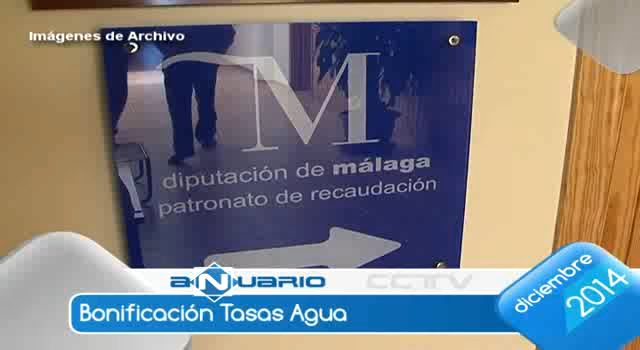 Imágenes de Archivo
M
diputación de málaga
patronato de recaudación
aNuario CCTV
Bonificación Tasas Agua
diciembre
2014